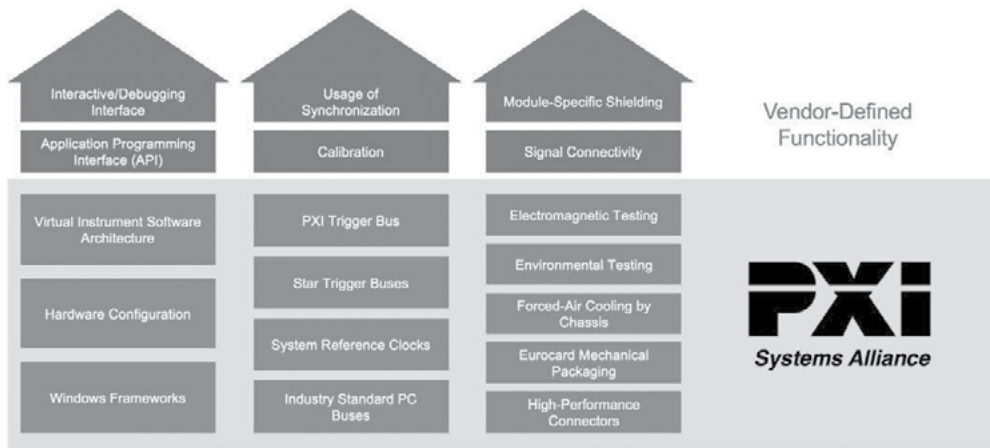 Interactive/Debugging
Interface
Application Programming
Interface (API)
Virtual Instrument Software
Architecture
Hardware Configuration
Windows Frameworks
Usage of
Synchronization
Calibration
PXI Trigger Bus
Star Trigger Buses
System Reference Clocks
Industry Standard PC
Buses
Module-Specific Shielding
Signal Connectivity
Electromagnetic Testing
Environmental Testing
Forced-Air Cooling by
Chassis
Eurocard Mechanical
Packaging
High-Performance
Connectors
Vendor-Defined
Functionality
PXI
Systems Alliance